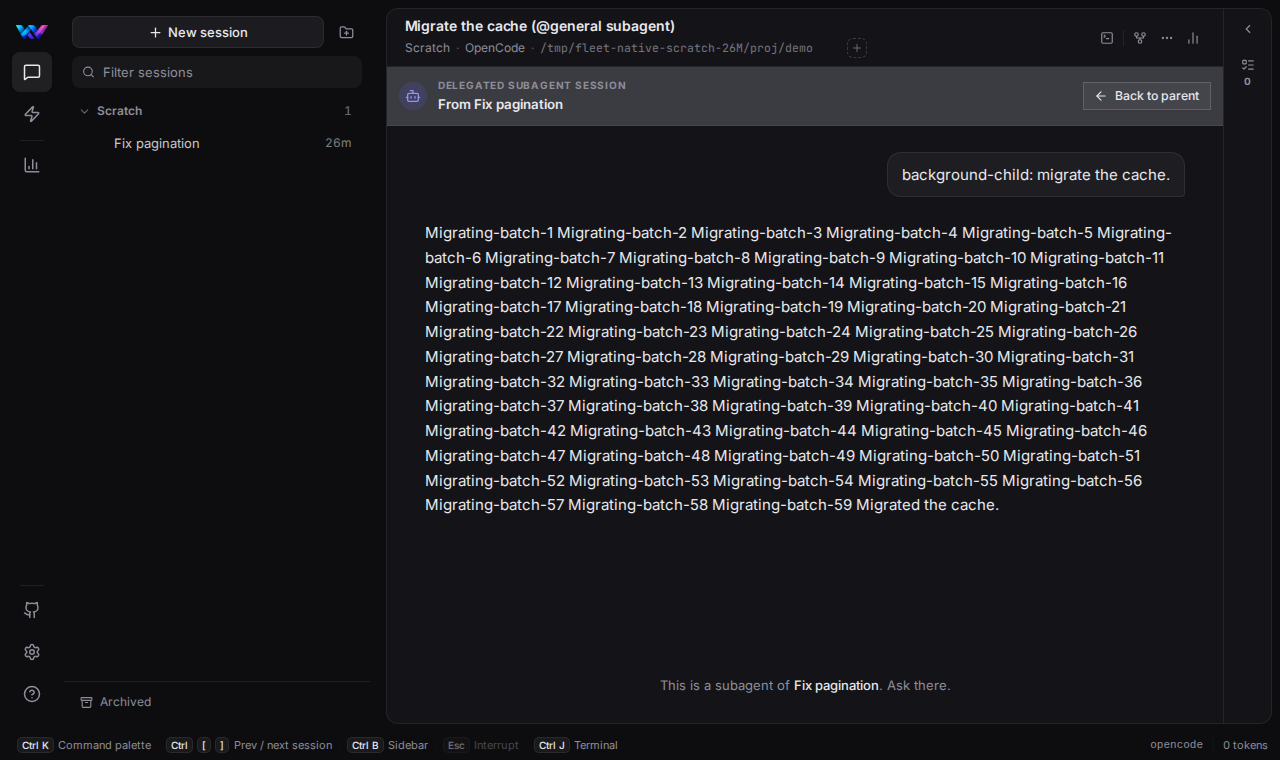 New session
Filter sessions
Scratch 1
Fix pagination 26m
Archived
Migrate the cache (@general subagent)
Scratch · OpenCode · /tmp/fleet-native-scratch-26M/proj/demo
0
DELEGATED SUBAGENT SESSION
From Fix pagination
Back to parent
background-child: migrate the cache.
Migrating-batch-1 Migrating-batch-2 Migrating-batch-3 Migrating-batch-4 Migrating-batch-5 Migrating-
batch-6 Migrating-batch-7 Migrating-batch-8 Migrating-batch-9 Migrating-batch-10 Migrating-batch-11
Migrating-batch-12 Migrating-batch-13 Migrating-batch-14 Migrating-batch-15 Migrating-batch-16
Migrating-batch-17 Migrating-batch-18 Migrating-batch-19 Migrating-batch-20 Migrating-batch-21
Migrating-batch-22 Migrating-batch-23 Migrating-batch-24 Migrating-batch-25 Migrating-batch-26
Migrating-batch-27 Migrating-batch-28 Migrating-batch-29 Migrating-batch-30 Migrating-batch-31
Migrating-batch-32 Migrating-batch-33 Migrating-batch-34 Migrating-batch-35 Migrating-batch-36
Migrating-batch-37 Migrating-batch-38 Migrating-batch-39 Migrating-batch-40 Migrating-batch-41
Migrating-batch-42 Migrating-batch-43 Migrating-batch-44 Migrating-batch-45 Migrating-batch-46
Migrating-batch-47 Migrating-batch-48 Migrating-batch-49 Migrating-batch-50 Migrating-batch-51
Migrating-batch-52 Migrating-batch-53 Migrating-batch-54 Migrating-batch-55 Migrating-batch-56
Migrating-batch-57 Migrating-batch-58 Migrating-batch-59 Migrated the cache.
This is a subagent of Fix pagination. Ask there.
Ctrl K Command palette Ctrl [ ] Prev / next session Ctrl B Sidebar Esc Interrupt Ctrl J Terminal opencode 0 tokens